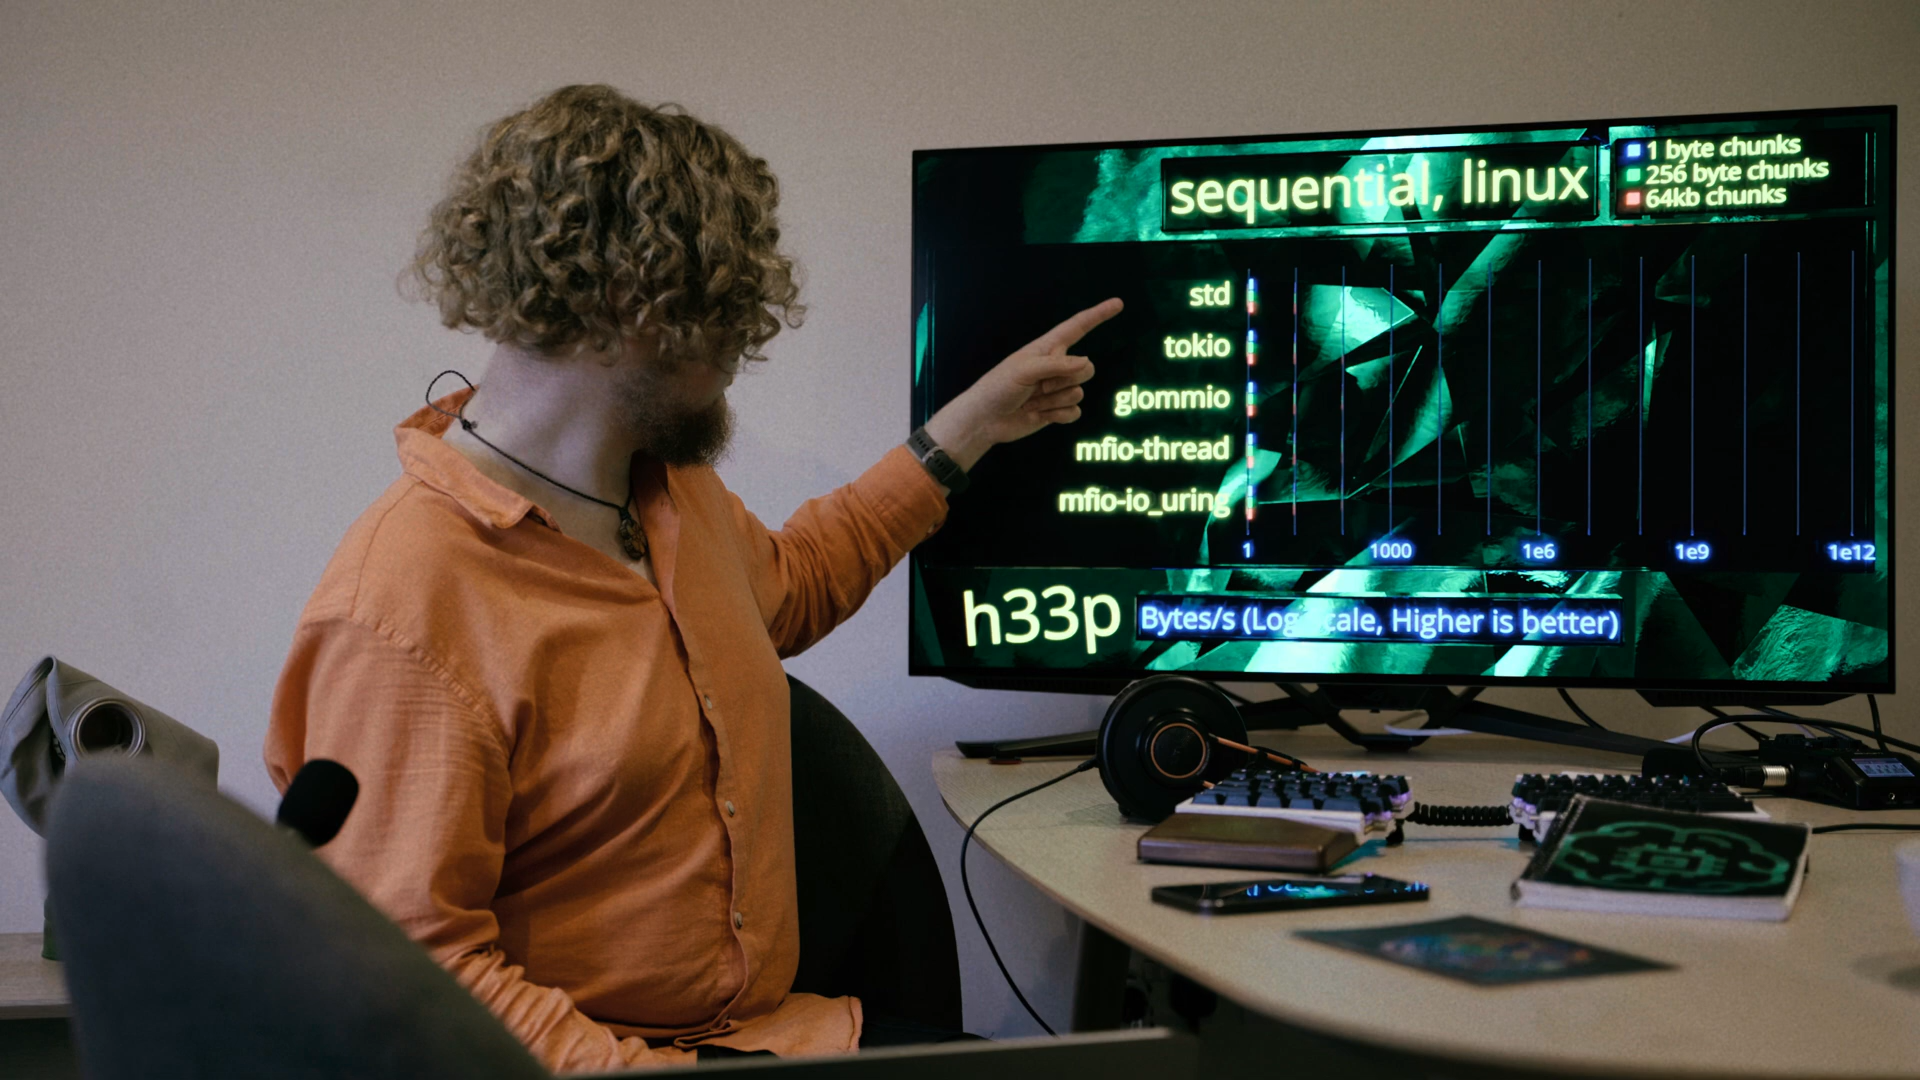 sequential, linux
1 byte chunks
256 byte chunks
64kb chunks
std
tokio
glommio
mfio-thread
mfio-io_uring
1 1000 1e6 1e9 1e12
h33p
Bytes/s (Log Scale, Higher is better)